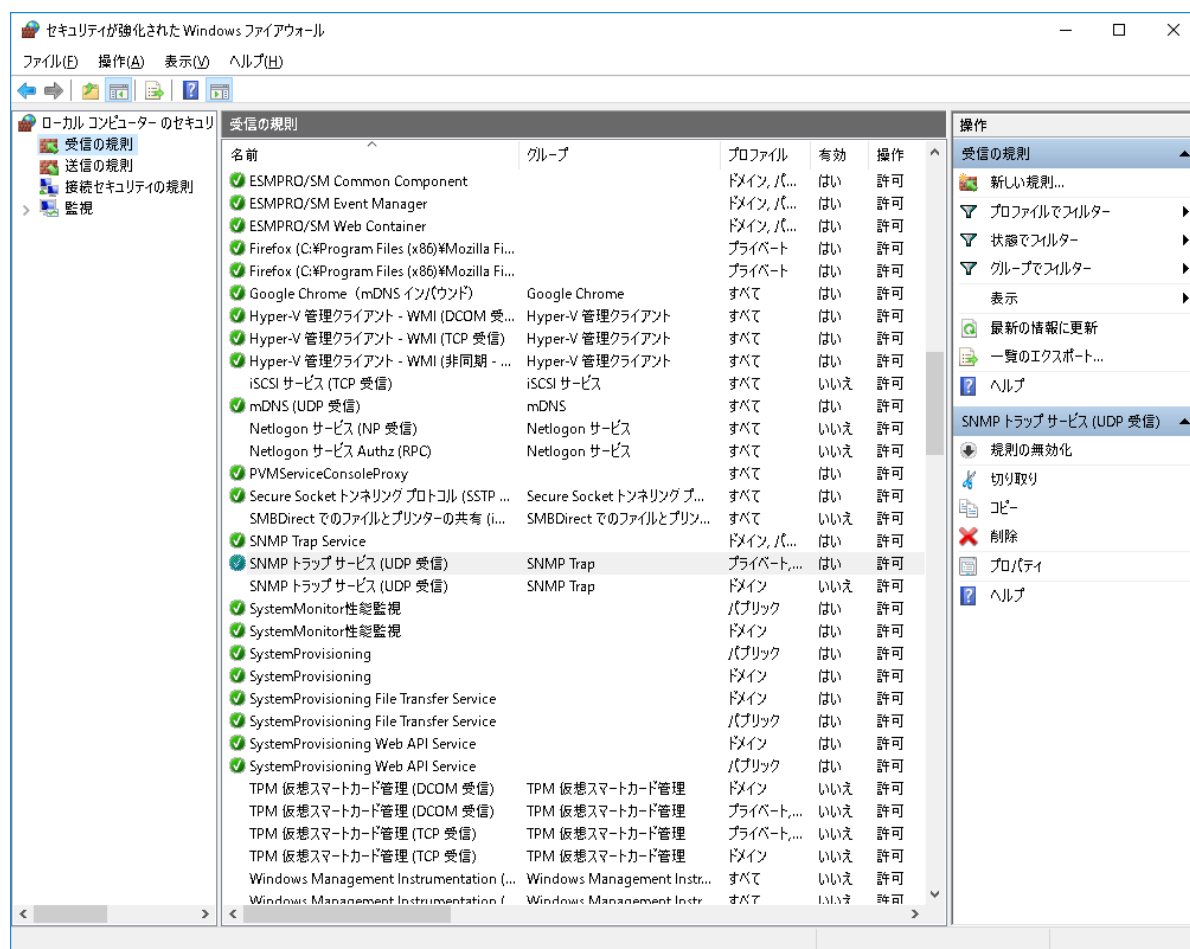 セキュリティが強化された Windows ファイアウォール
ファイル(F) 操作(A) 表示(V) ヘルプ(H)
ローカル コンピューター のセキュリ
受信の規則
送信の規則
接続セキュリティの規則
監視
受信の規則
名前 グループ プロファイル 有効 操作
ESMPRO/SM Common Component ドメイン, パ... はい 許可
ESMPRO/SM Event Manager ドメイン, パ... はい 許可
ESMPRO/SM Web Container ドメイン, パ... はい 許可
Firefox (C:¥Program Files (x86)¥Mozilla Fi... プライベート はい 許可
Firefox (C:¥Program Files (x86)¥Mozilla Fi... プライベート はい 許可
Google Chrome（mDNS インバウンド） Google Chrome すべて はい 許可
Hyper-V 管理クライアント - WMI (DCOM 受... Hyper-V 管理クライアント すべて はい 許可
Hyper-V 管理クライアント - WMI (TCP 受信) Hyper-V 管理クライアント すべて はい 許可
Hyper-V 管理クライアント - WMI (非同期 - ... Hyper-V 管理クライアント すべて はい 許可
iSCSI サービス (TCP 受信) iSCSI サービス すべて いいえ 許可
mDNS (UDP 受信) mDNS すべて はい 許可
Netlogon サービス (NP 受信) Netlogon サービス すべて いいえ 許可
Netlogon サービス Authz (RPC) Netlogon サービス すべて いいえ 許可
PVMServiceConsoleProxy すべて はい 許可
Secure Socket トンネリング プロトコル (SSTP ... Secure Socket トンネリング プ... すべて はい 許可
SMBDirect でのファイルとプリンターの共有 (i... SMBDirect でのファイルとプリン... すべて いいえ 許可
SNMP Trap Service ドメイン, パ... はい 許可
SNMP トラップ サービス (UDP 受信) SNMP Trap プライベート,... はい 許可
SNMP トラップ サービス (UDP 受信) SNMP Trap ドメイン いいえ 許可
SystemMonitor性能監視 パブリック はい 許可
SystemMonitor性能監視 ドメイン はい 許可
SystemProvisioning パブリック はい 許可
SystemProvisioning ドメイン はい 許可
SystemProvisioning File Transfer Service ドメイン はい 許可
SystemProvisioning File Transfer Service パブリック はい 許可
SystemProvisioning Web API Service ドメイン はい 許可
SystemProvisioning Web API Service パブリック はい 許可
TPM 仮想スマートカード管理 (DCOM 受信) TPM 仮想スマートカード管理 ドメイン いいえ 許可
TPM 仮想スマートカード管理 (DCOM 受信) TPM 仮想スマートカード管理 プライベート,... いいえ 許可
TPM 仮想スマートカード管理 (TCP 受信) TPM 仮想スマートカード管理 プライベート,... いいえ 許可
TPM 仮想スマートカード管理 (TCP 受信) TPM 仮想スマートカード管理 ドメイン いいえ 許可
Windows Management Instrumentation (... Windows Management Instr... すべて いいえ 許可
Windows Management Instrumentation ( Windows Management Instr すべて いいえ 許可
操作
受信の規則
新しい規則...
プロファイルでフィルター
状態でフィルター
グループでフィルター
表示
最新の情報に更新
一覧のエクスポート...
ヘルプ
SNMP トラップ サービス (UDP 受信)
規則の無効化
切り取り
コピー
削除
プロパティ
ヘルプ